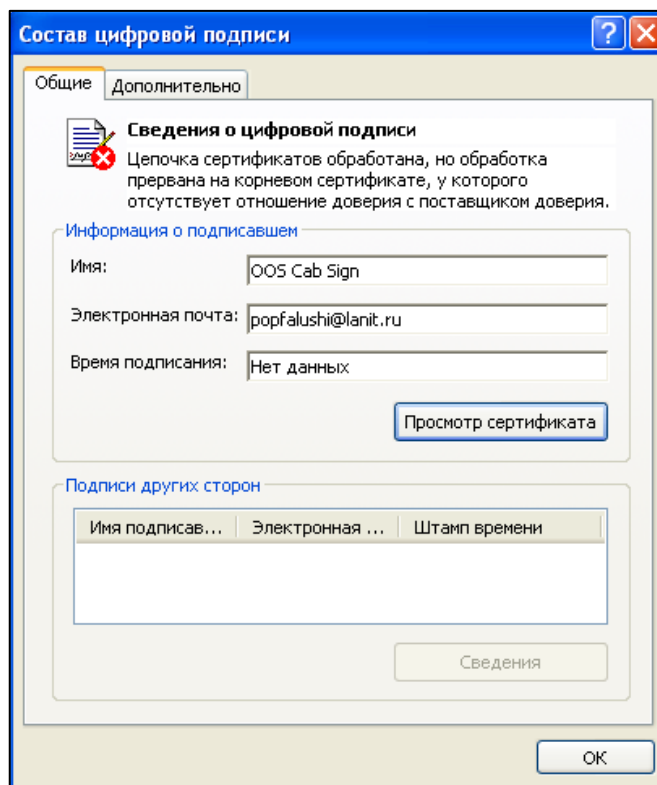 Состав цифровой подписи
Общие
Дополнительно
Сведения о цифровой подписи
Цепочка сертификатов обработана, но обработка
прервана на корневом сертификате, у которого
отсутствует отношение доверия с поставщиком доверия.
Информация о подписавшем
Имя:
OOS Cab Sign
Электронная почта:
popfalushi@lanit.ru
Время подписания:
Нет данных
Просмотр сертификата
Подписи других сторон
Имя подписав... Электронная ... Штамп времени
Сведения
ОК